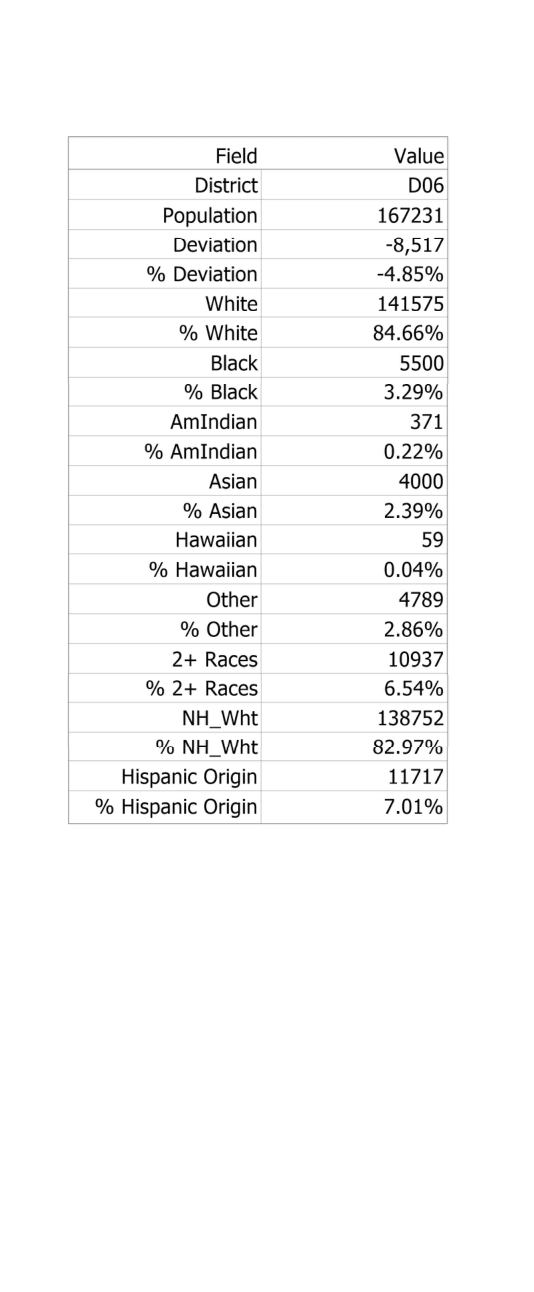 Field Value
District D06
Population 167231
Deviation -8,517
% Deviation -4.85%
White 141575
% White 84.66%
Black 5500
% Black 3.29%
AmIndian 371
% AmIndian 0.22%
Asian 4000
% Asian 2.39%
Hawaiian 59
% Hawaiian 0.04%
Other 4789
% Other 2.86%
2+ Races 10937
% 2+ Races 6.54%
NH_Wht 138752
% NH_Wht 82.97%
Hispanic Origin 11717
% Hispanic Origin 7.01%